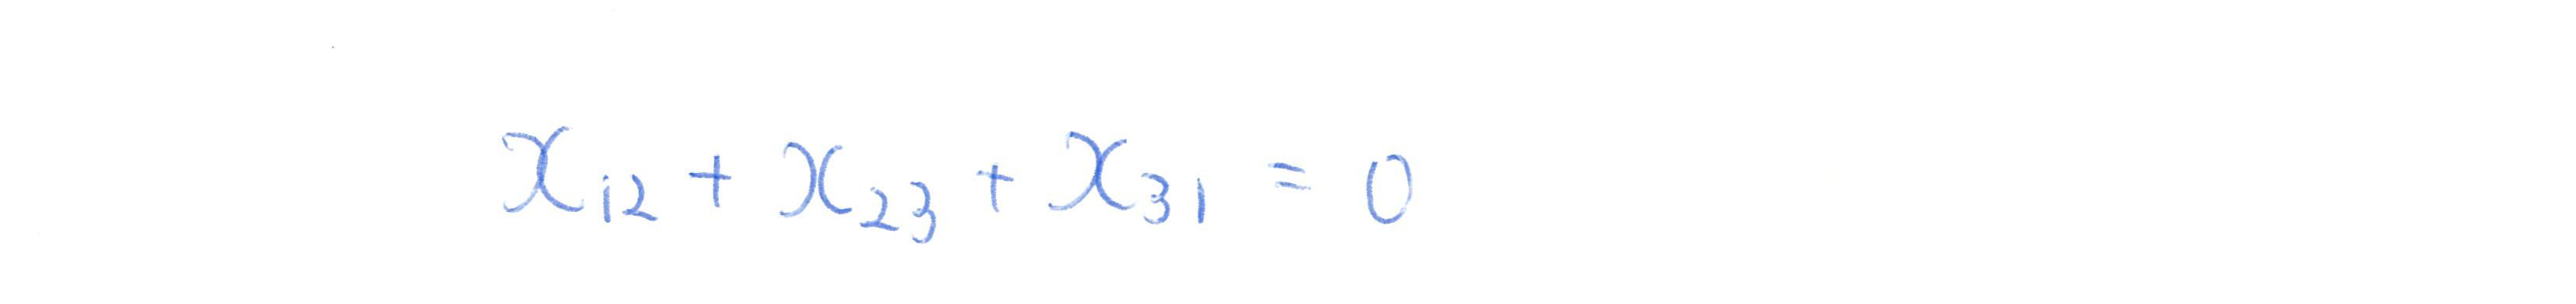 x₁₂ + x₂₃ + x₃₁ = 0